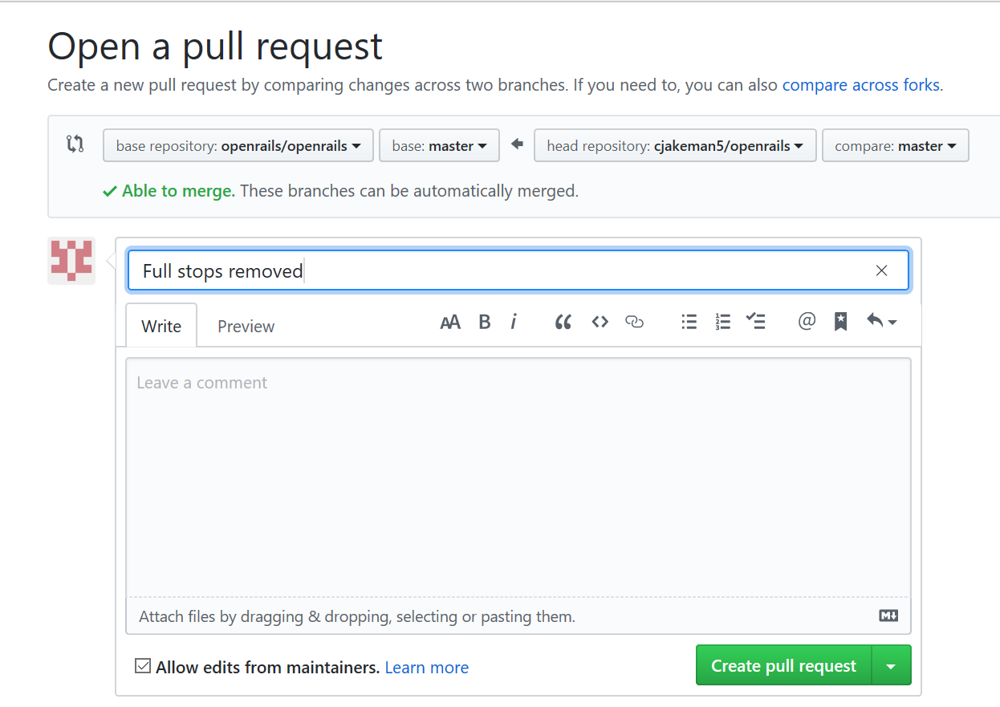 Open a pull request
Create a new pull request by comparing changes across two branches. If you need to, you can also compare across forks.
base repository: openrails/openrails base: master head repository: cjakeman5/openrails compare: master
Able to merge. These branches can be automatically merged.
Full stops removed
Write Preview AA B i @
Leave a comment
Attach files by dragging & dropping, selecting or pasting them. M
Allow edits from maintainers. Learn more Create pull request